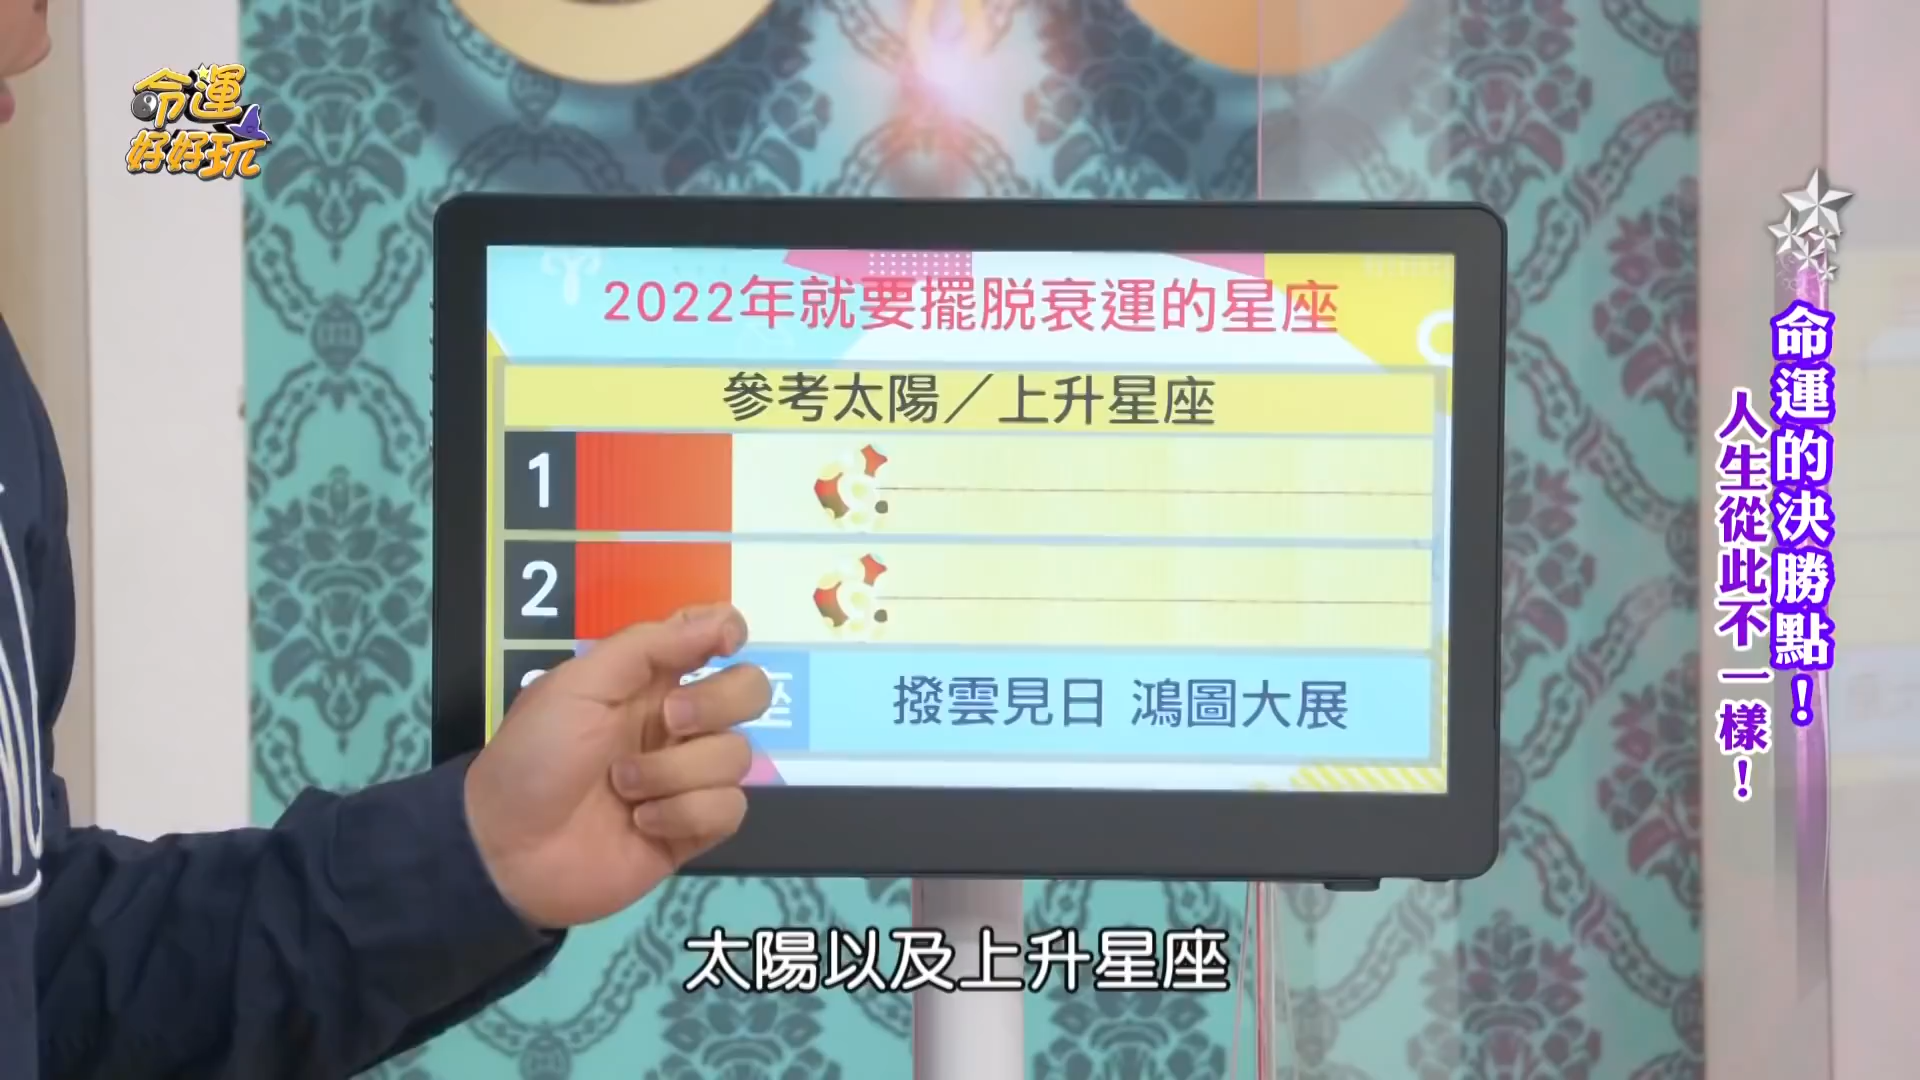 命運
好好玩
2022年就要擺脫衰運的星座
參考太陽／上升星座
1
2
座
撥雲見日 鴻圖大展
命運的決勝點！
人生從此不一樣！
太陽以及上升星座